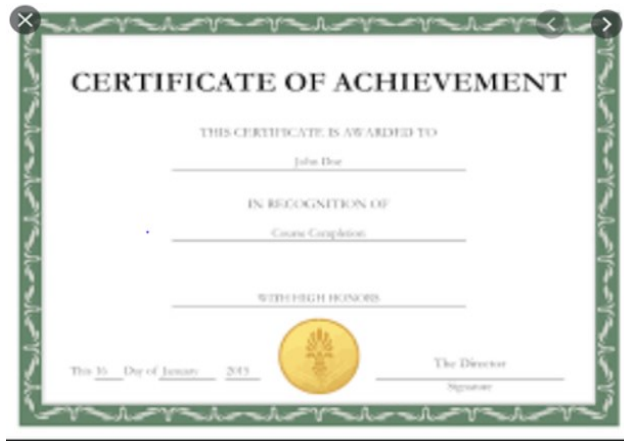 CERTIFICATE OF ACHIEVEMENT
THIS CERTIFICATE IS AWARDED TO
John Doe
IN RECOGNITION OF
Course Completion
WITH HIGH HONORS
This 16 Day of January 2015
The Director
Signature